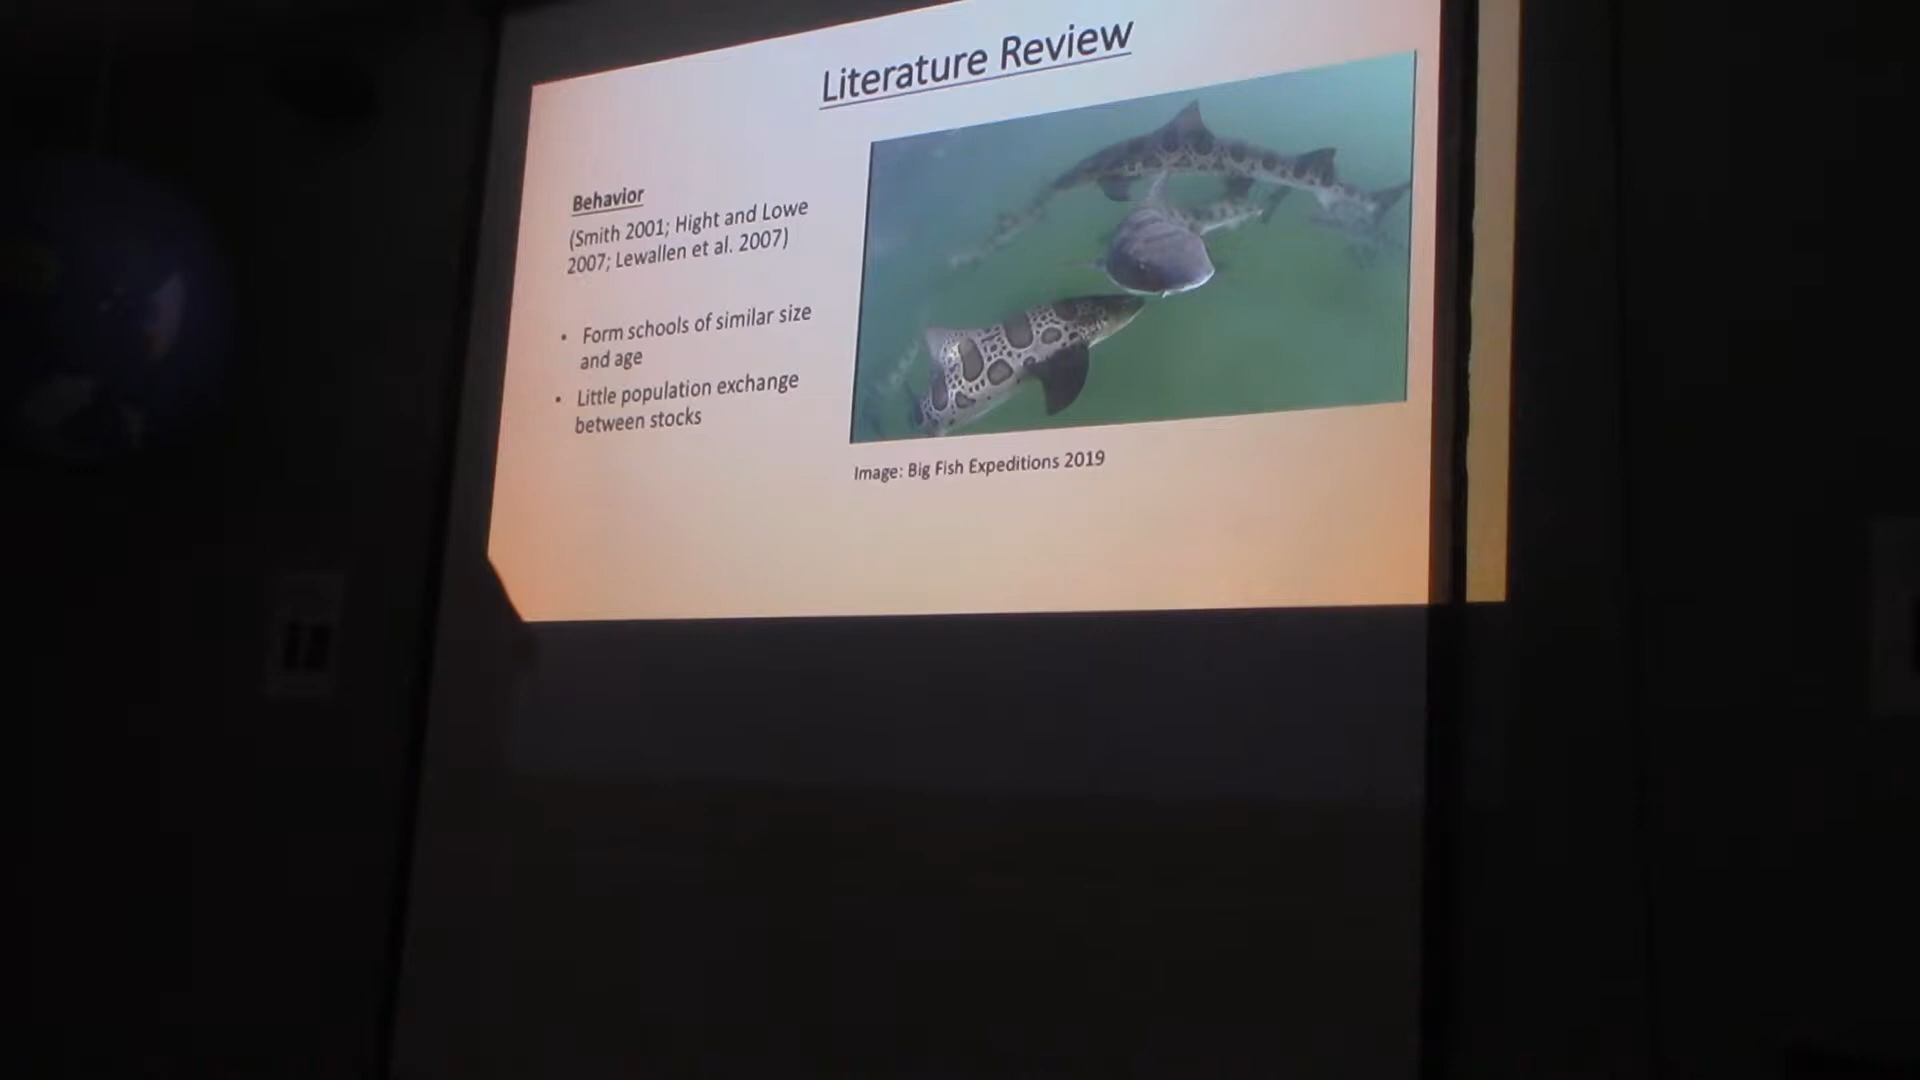 Literature Review
Behavior
(Smith 2001; Hight and Lowe
2007; Lewallen et al. 2007)
• Form schools of similar size
and age
• Little population exchange
between stocks
Image: Big Fish Expeditions 2019